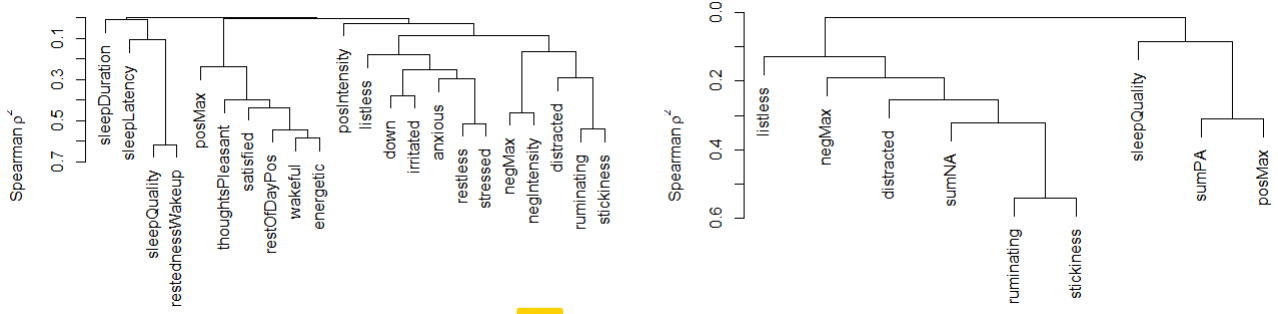 Spearman ρ²
0.1
0.3
0.5
0.7
sleepDuration
sleepLatency
sleepQuality
restednessWakeup
posMax
thoughtsPleasant
satisfied
restOfDayPos
wakeful
energetic
posIntensity
listless
down
irritated
anxious
restless
stressed
negMax
negIntensity
distracted
ruminating
stickiness
Spearman ρ²
0.0
0.2
0.4
0.6
listless
negMax
distracted
sumNA
ruminating
stickiness
sleepQuality
sumPA
posMax